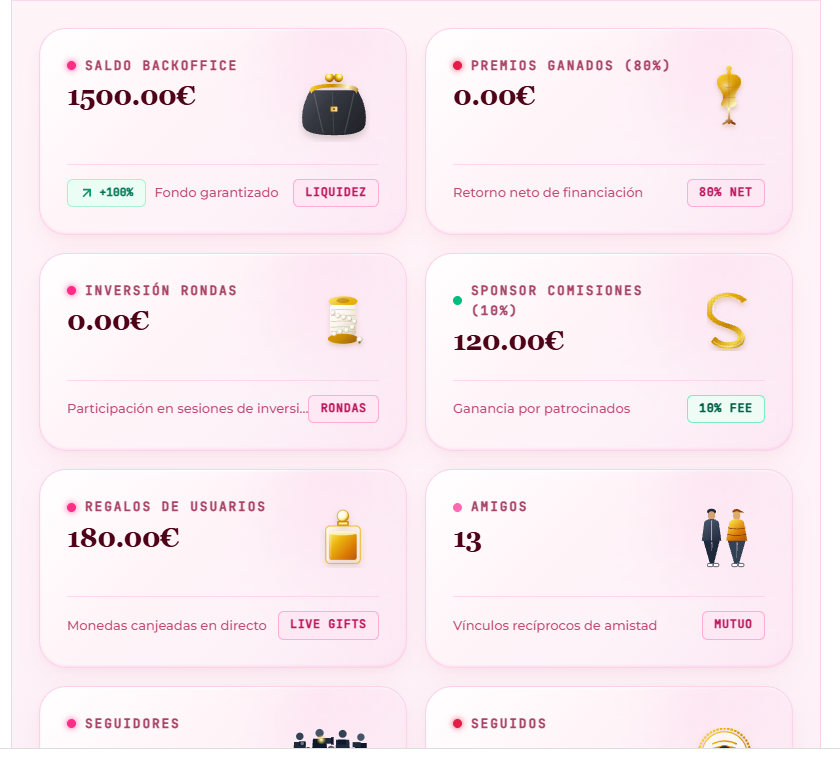 SALDO BACKOFFICE
1500.00€
+100% Fondo garantizado LIQUIDEZ
PREMIOS GANADOS (80%)
0.00€
Retorno neto de financiación 80% NET
INVERSIÓN RONDAS
0.00€
Participación en sesiones de inversi... RONDAS
SPONSOR COMISIONES
(10%)
120.00€
Ganancia por patrocinados 10% FEE
REGALOS DE USUARIOS
180.00€
Monedas canjeadas en directo LIVE GIFTS
AMIGOS
13
Vínculos recíprocos de amistad MUTUO
SEGUIDORES
SEGUIDOS